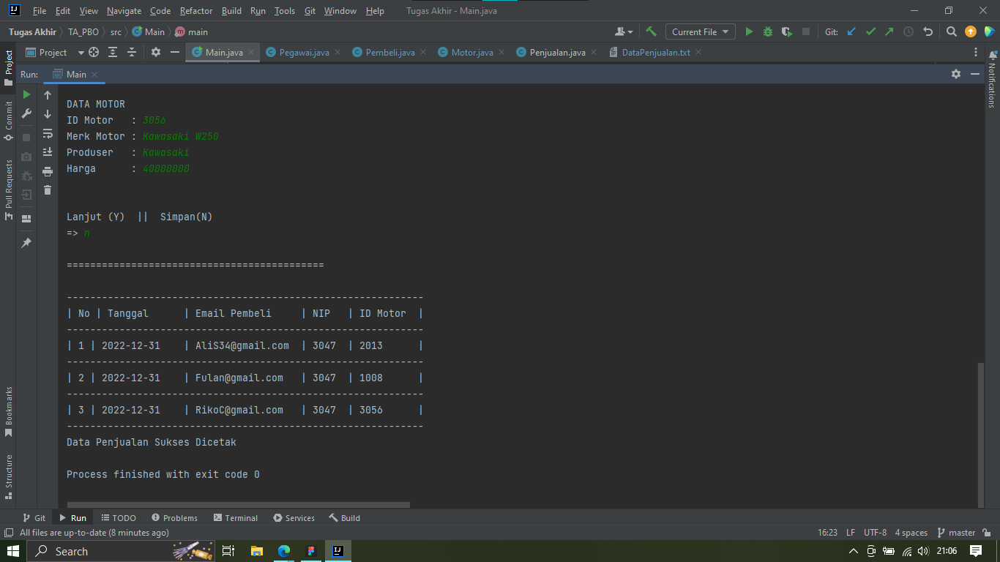 File Edit View Navigate Code Refactor Build Run Tools Git Window Help Tugas Akhir - Main.java
Tugas Akhir TA_PBO src Main main Current File Git:
Project Project Main.java Pegawai.java Pembeli.java Motor.java Penjualan.java DataPenjualan.txt
Run: Main
Notifications
Commit
Pull Requests
Bookmarks
Structure
DATA MOTOR
ID Motor   : 3056
Merk Motor : Kawasaki W250
Produser   : Kawasaki
Harga      : 40000000
Lanjut (Y)  ||  Simpan(N)
=> n
============================================
-------------------------------------------------------------
| No | Tanggal      | Email Pembeli     | NIP   | ID Motor  |
-------------------------------------------------------------
| 1 | 2022-12-31    | AliS34@gmail.com  | 3047  | 2013      |
-------------------------------------------------------------
| 2 | 2022-12-31    | Fulan@gmail.com   | 3047  | 1008      |
-------------------------------------------------------------
| 3 | 2022-12-31    | RikoC@gmail.com   | 3047  | 3056      |
-------------------------------------------------------------
Data Penjualan Sukses Dicetak
Process finished with exit code 0
Git Run TODO Problems Terminal Services Build
All files are up-to-date (8 minutes ago) 16:23 LF UTF-8 4 spaces master
Search 21:06